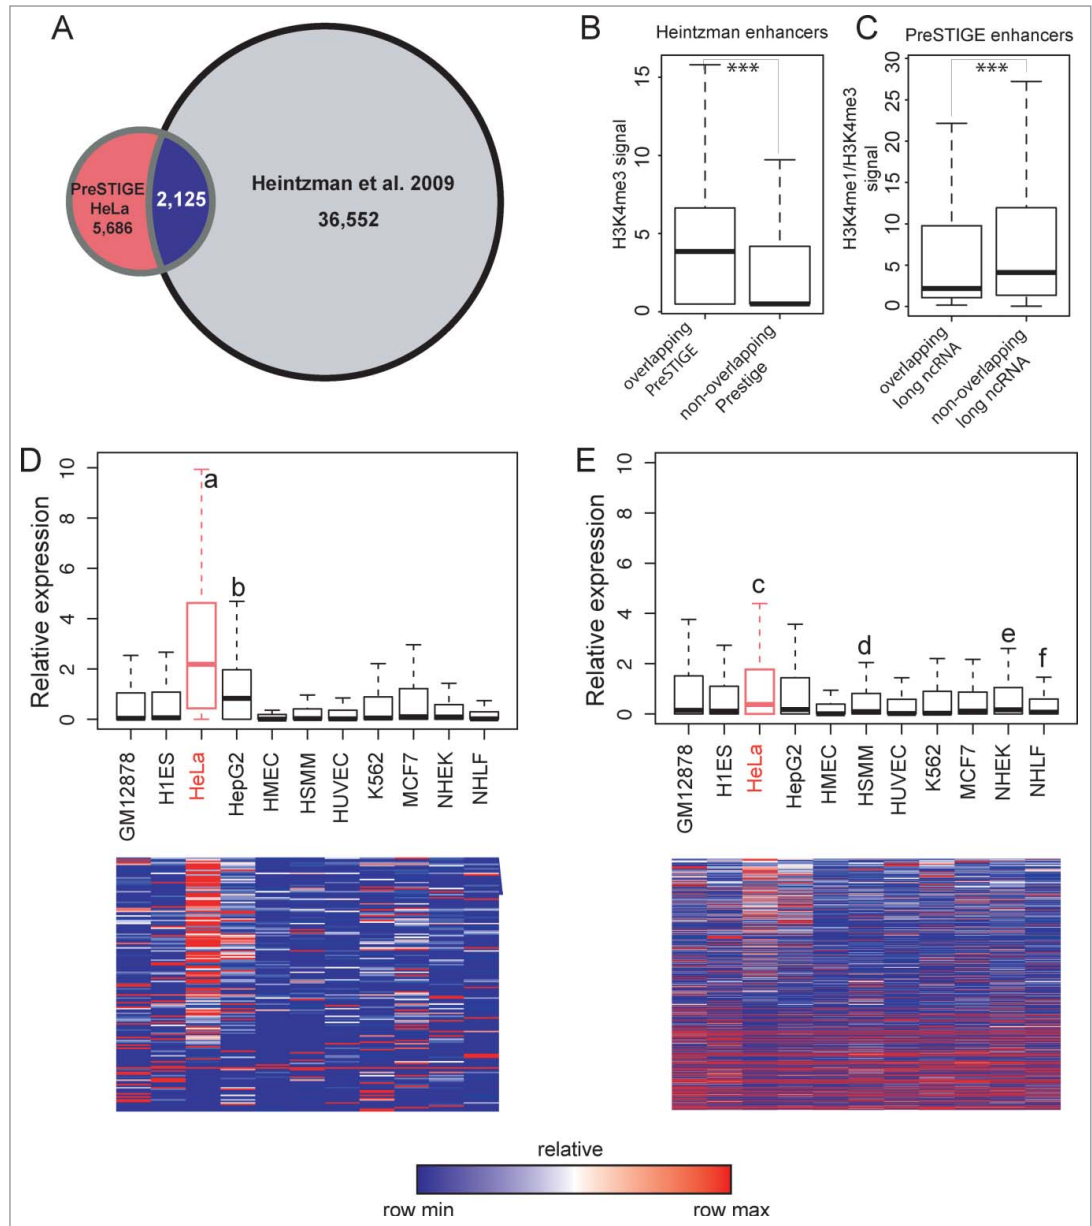 A
PreSTIGE
HeLa
5,686
2,125
Heintzman et al. 2009
36,552
B
Heintzman enhancers
***
H3K4me3 signal
15
10
5
0
overlapping
PreSTIGE
non-overlapping
Prestige
C
PreSTIGE enhancers
***
H3K4me1/H3K4me3
signal
30
25
20
15
10
5
0
overlapping
long ncRNA
non-overlapping
long ncRNA
D
Relative expression
10
8
6
4
2
0
a
b
GM12878
H1ES
HeLa
HepG2
HMEC
HSMM
HUVEC
K562
MCF7
NHEK
NHLF
E
Relative expression
10
8
6
4
2
0
c
d
e
f
GM12878
H1ES
HeLa
HepG2
HMEC
HSMM
HUVEC
K562
MCF7
NHEK
NHLF
relative
row min
row max